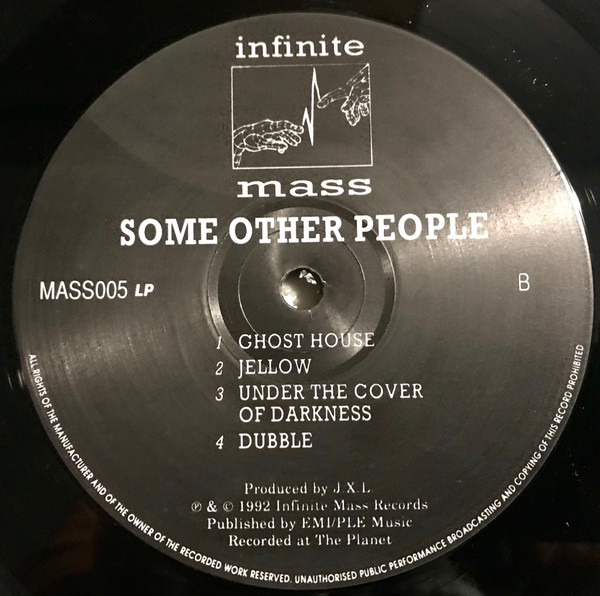 infinite
mass
SOME OTHER PEOPLE
MASS005 LP
B
1 GHOST HOUSE
2 JELLOW
3 UNDER THE COVER
OF DARKNESS
4 DUBBLE
Produced by J.X.L.
℗ & © 1992 Infinite Mass Records
Published by EMI/PLE Music
Recorded at The Planet
ALL RIGHTS OF THE MANUFACTURER AND OF THE OWNER OF THE RECORDED WORK RESERVED. UNAUTHORISED PUBLIC PERFORMANCE BROADCASTING AND COPYING OF THIS RECORD PROHIBITED